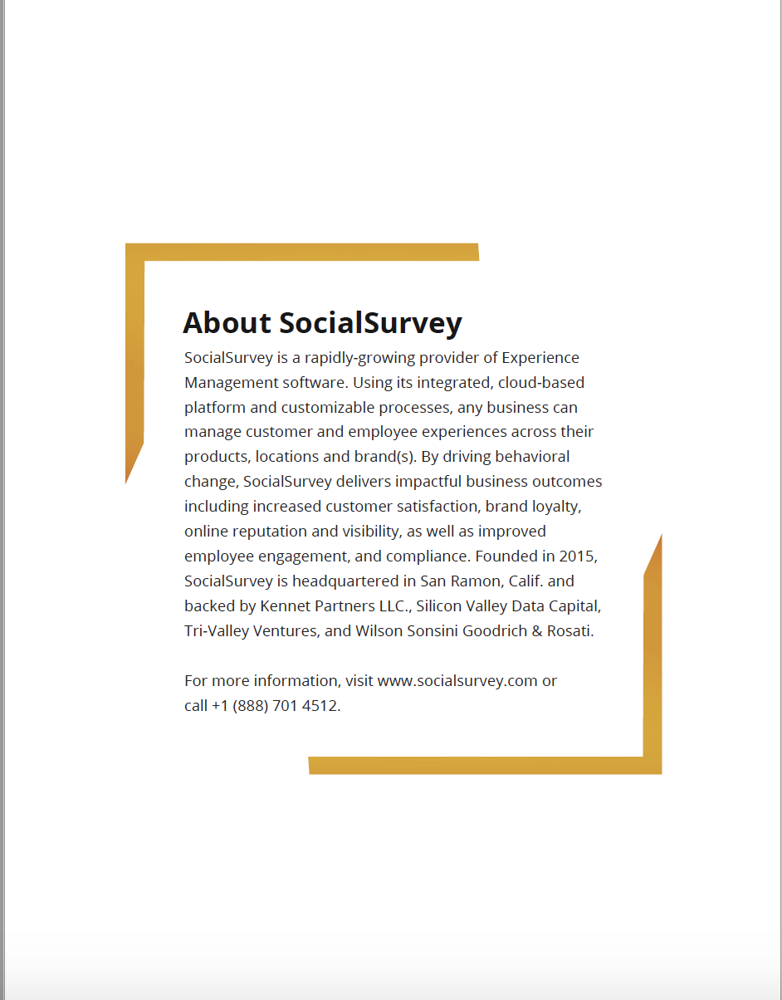 About SocialSurvey
SocialSurvey is a rapidly-growing provider of Experience
Management software. Using its integrated, cloud-based
platform and customizable processes, any business can
manage customer and employee experiences across their
products, locations and brand(s). By driving behavioral
change, SocialSurvey delivers impactful business outcomes
including increased customer satisfaction, brand loyalty,
online reputation and visibility, as well as improved
employee engagement, and compliance. Founded in 2015,
SocialSurvey is headquartered in San Ramon, Calif. and
backed by Kennet Partners LLC., Silicon Valley Data Capital,
Tri-Valley Ventures, and Wilson Sonsini Goodrich & Rosati.
For more information, visit www.socialsurvey.com or
call +1 (888) 701 4512.